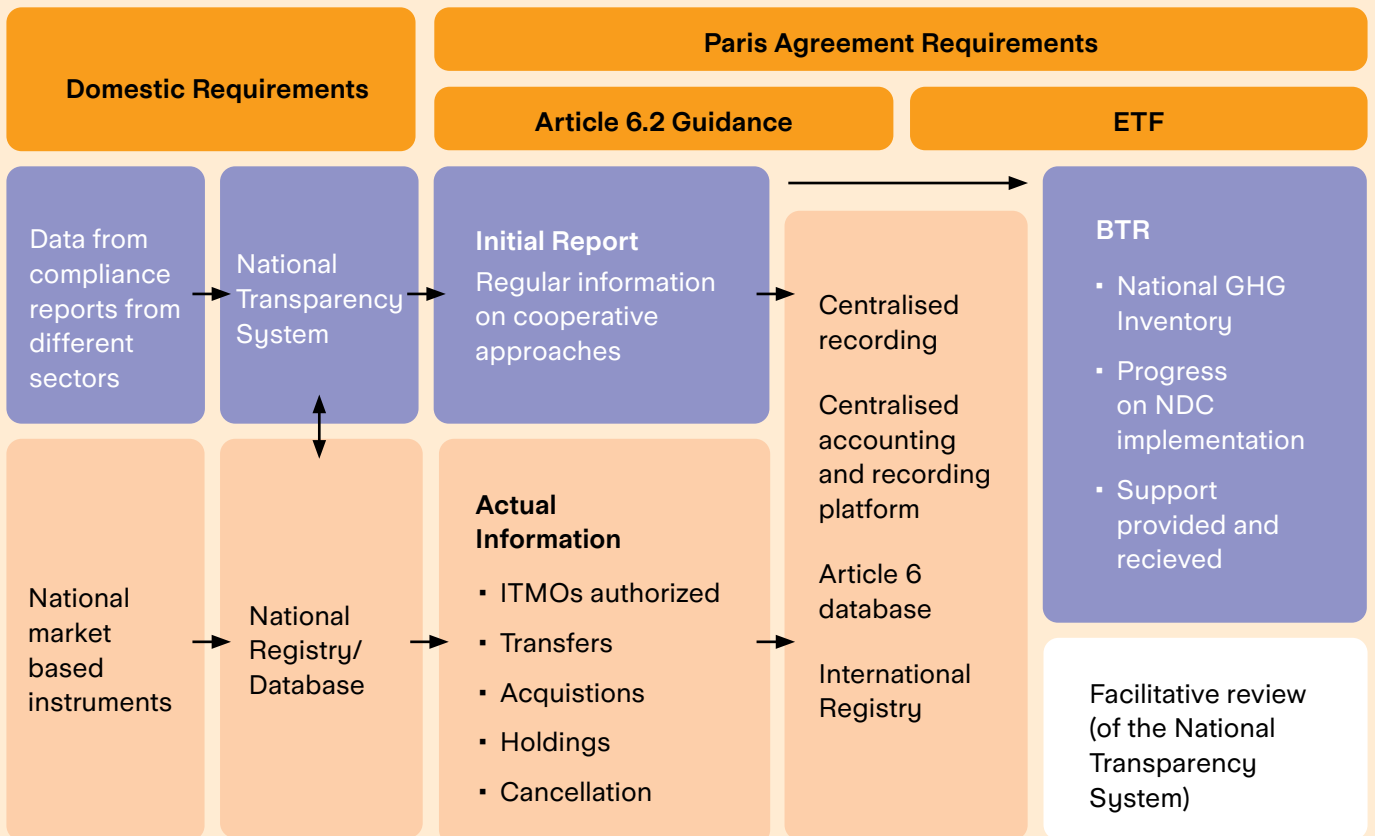 Domestic Requirements
Paris Agreement Requirements
Article 6.2 Guidance
ETF
Data from
compliance
reports from
different
sectors
National
Transparency
System
Initial Report
Regular information
on cooperative
approaches
Centralised
recording
Centralised
accounting
and recording
platform
Article 6
database
International
Registry
BTR
▪ National GHG
Inventory
▪ Progress
on NDC
implementation
▪ Support
provided and
recieved
National
market
based
instruments
National
Registry/
Database
Actual
Information
▪ ITMOs authorized
▪ Transfers
▪ Acquistions
▪ Holdings
▪ Cancellation
Facilitative review
(of the National
Transparency
System)